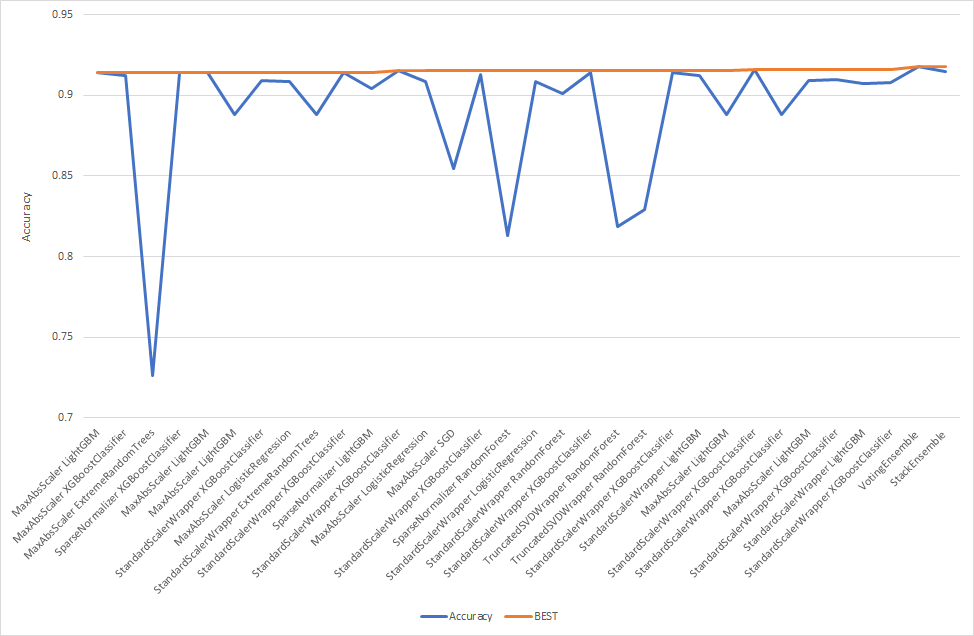 0.95
0.9
0.85
0.8
0.75
0.7
Accuracy
MaxAbsScaler LightGBM
MaxAbsScaler XGBoostClassifier
MaxAbsScaler ExtremeRandomTrees
SparseNormalizer XGBoostClassifier
MaxAbsScaler LightGBM
MaxAbsScaler LightGBM
StandardScalerWrapper XGBoostClassifier
MaxAbsScaler LogisticRegression
StandardScalerWrapper ExtremeRandomTrees
StandardScalerWrapper XGBoostClassifier
SparseNormalizer LightGBM
StandardScalerWrapper XGBoostClassifier
MaxAbsScaler LogisticRegression
MaxAbsScaler SGD
StandardScalerWrapper XGBoostClassifier
SparseNormalizer RandomForest
StandardScalerWrapper LogisticRegression
StandardScalerWrapper RandomForest
StandardScalerWrapper XGBoostClassifier
TruncatedSVDWrapper RandomForest
TruncatedSVDWrapper RandomForest
StandardScalerWrapper XGBoostClassifier
StandardScalerWrapper LightGBM
MaxAbsScaler LightGBM
StandardScalerWrapper XGBoostClassifier
StandardScalerWrapper XGBoostClassifier
MaxAbsScaler LightGBM
StandardScalerWrapper XGBoostClassifier
StandardScalerWrapper LightGBM
StandardScalerWrapper XGBoostClassifier
VotingEnsemble
StackEnsemble
Accuracy
BEST